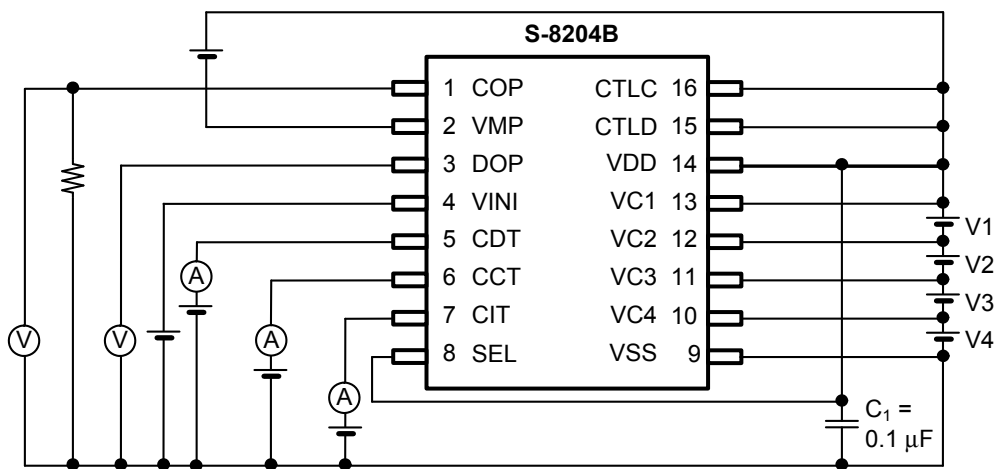 S-8204B
1 COP
2 VMP
3 DOP
4 VINI
5 CDT
6 CCT
7 CIT
8 SEL
CTLC 16
CTLD 15
VDD 14
VC1 13
VC2 12
VC3 11
VC4 10
VSS 9
V
V
A
A
A
V1
V2
V3
V4
C₁ =
0.1 μF